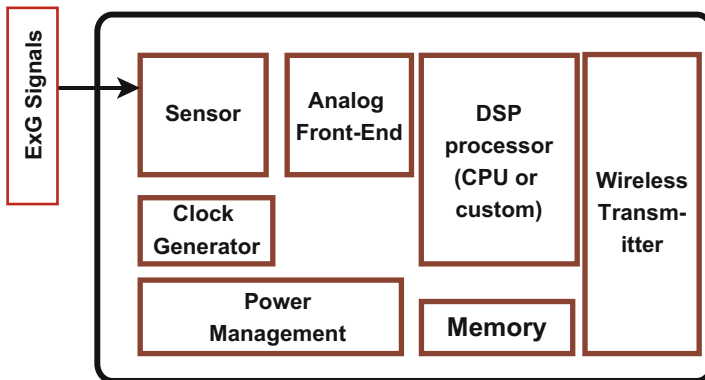 ExG Signals
Sensor
Analog
Front-End
DSP
processor
(CPU or
custom)
Wireless
Transm-
itter
Clock
Generator
Power
Management
Memory